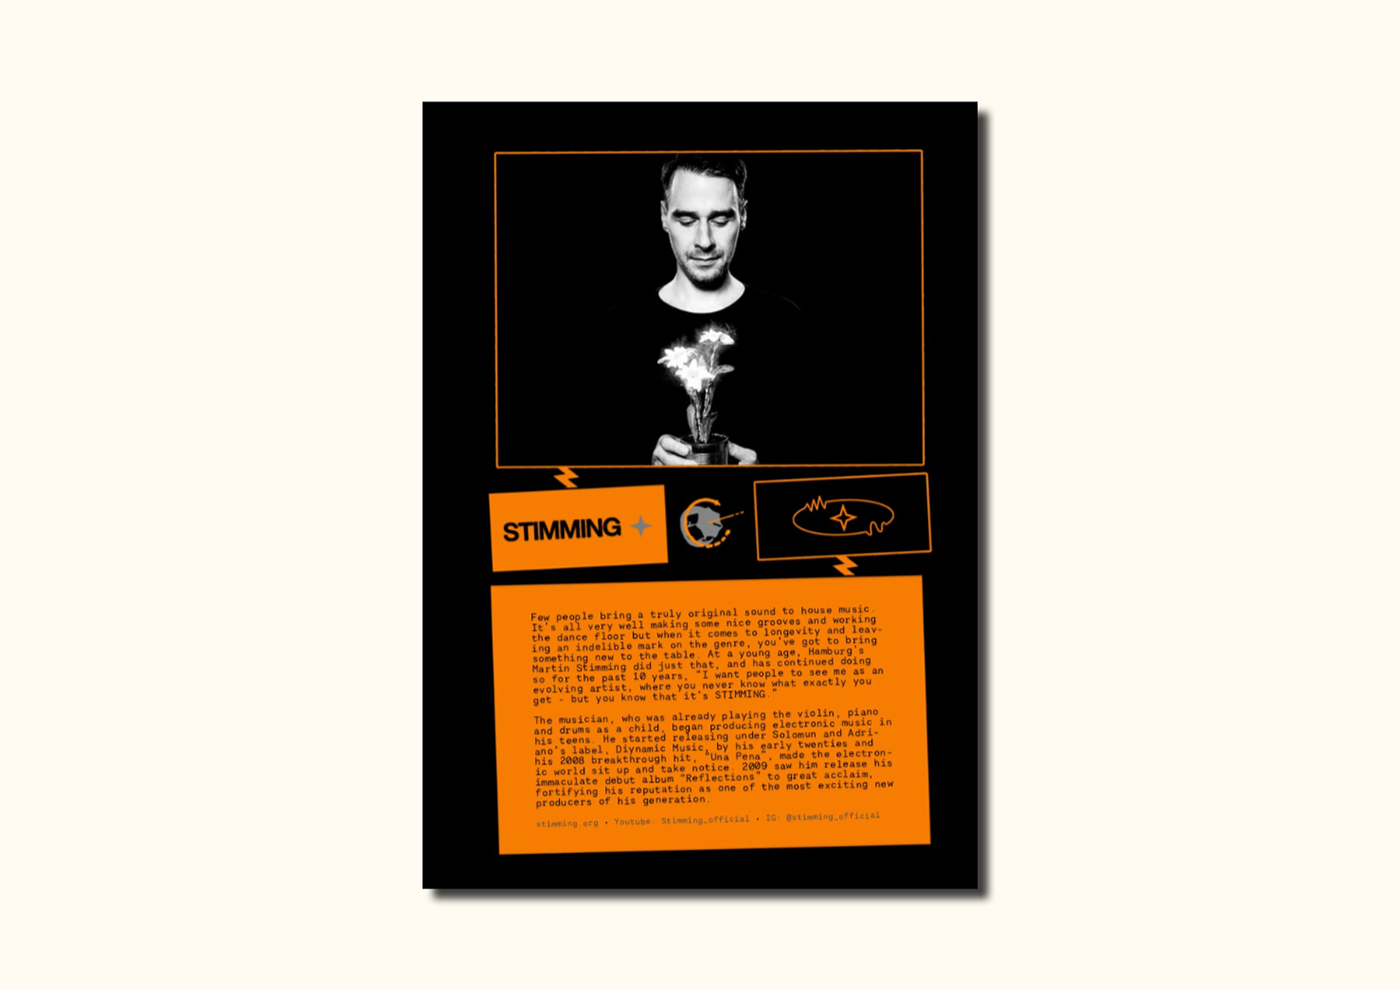 STIMMING
Few people bring a truly original sound to house music.
It's all very well making some nice grooves and working
the dance floor but when it comes to longevity and leav-
ing an indelible mark on the genre, you've got to bring
something new to the table. At a young age, Hamburg's
Martin Stimming did just that, and has continued doing
so for the past 10 years, "I want people to see me as an
evolving artist, where you never know what exactly you
get - but you know that it's STIMMING."
The musician, who was already playing the violin, piano
and drums as a child, began producing electronic music in
his teens. He started releasing under Solomun and Adri-
ano's label, Diynamic Music, by his early twenties and
his 2008 breakthrough hit, "Una Pena", made the electron-
ic world sit up and take notice. 2009 saw him release his
immaculate debut album "Reflections" to great acclaim,
fortifying his reputation as one of the most exciting new
producers of his generation.
stimming.org • Youtube: Stimming_official • IG: @stimming_official